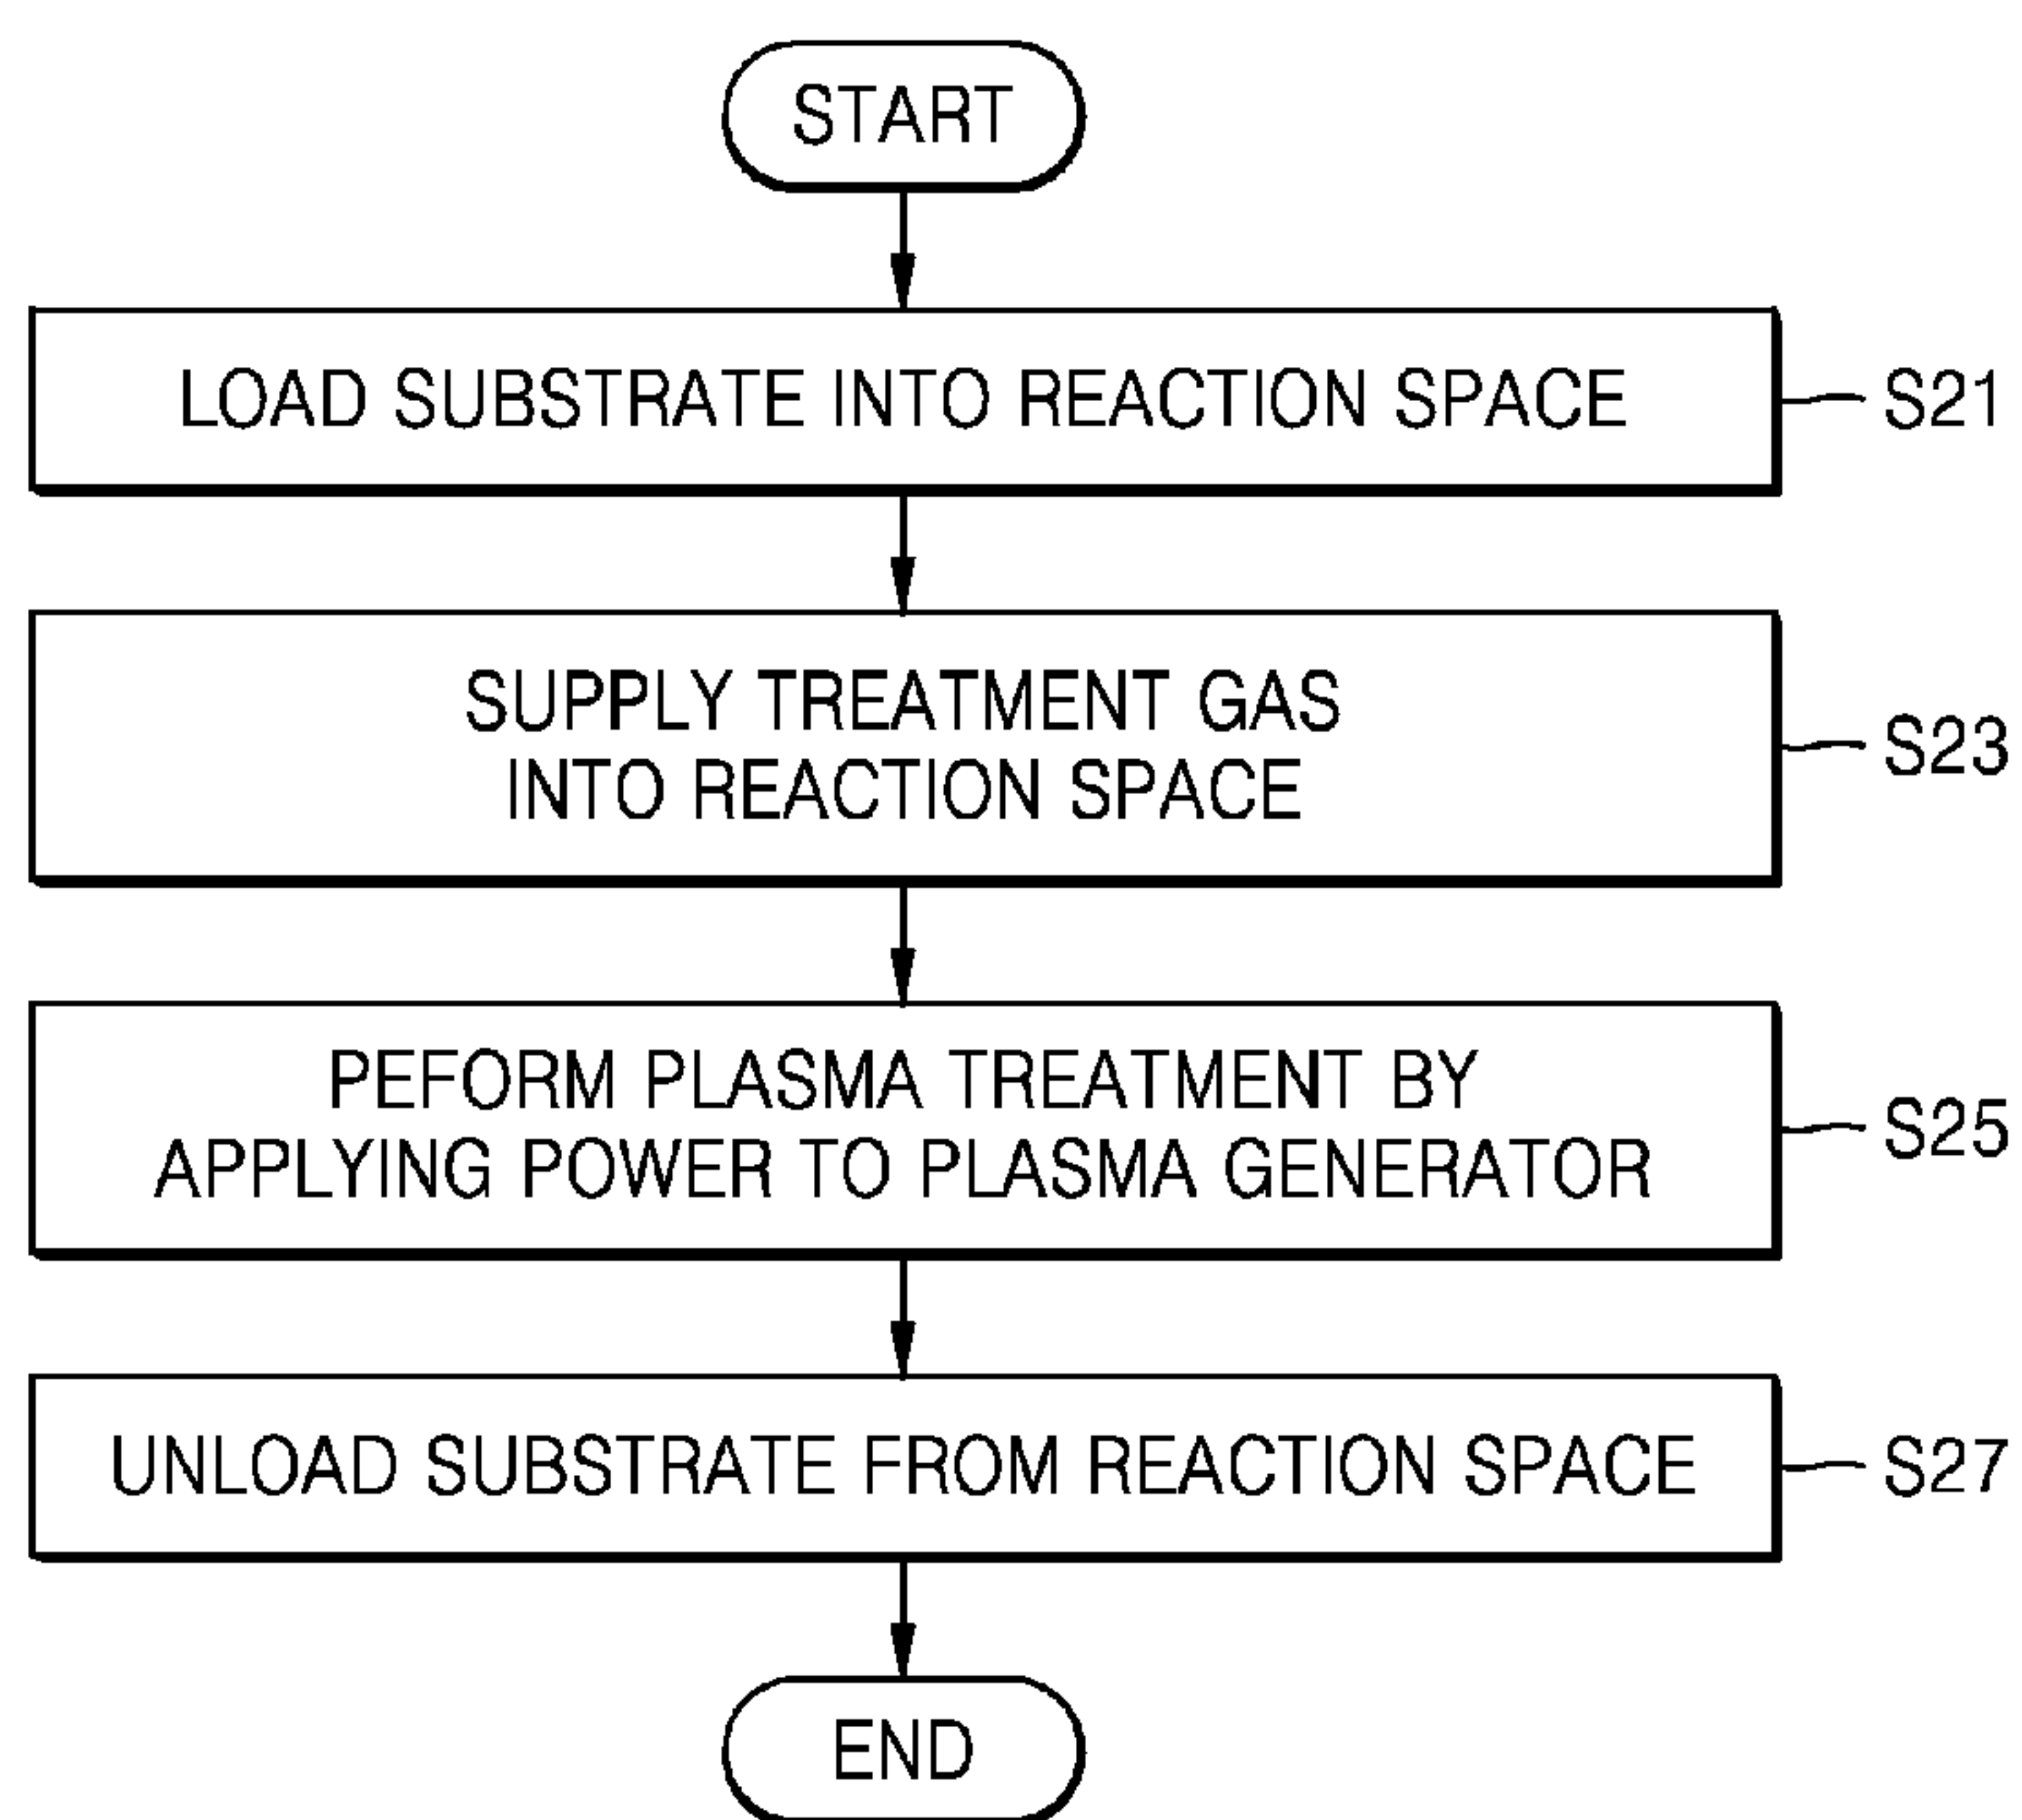 START
LOAD SUBSTRATE INTO REACTION SPACE
S21
SUPPLY TREATMENT GAS
INTO REACTION SPACE
S23
PEFORM PLASMA TREATMENT BY
APPLYING POWER TO PLASMA GENERATOR
S25
UNLOAD SUBSTRATE FROM REACTION SPACE
S27
END